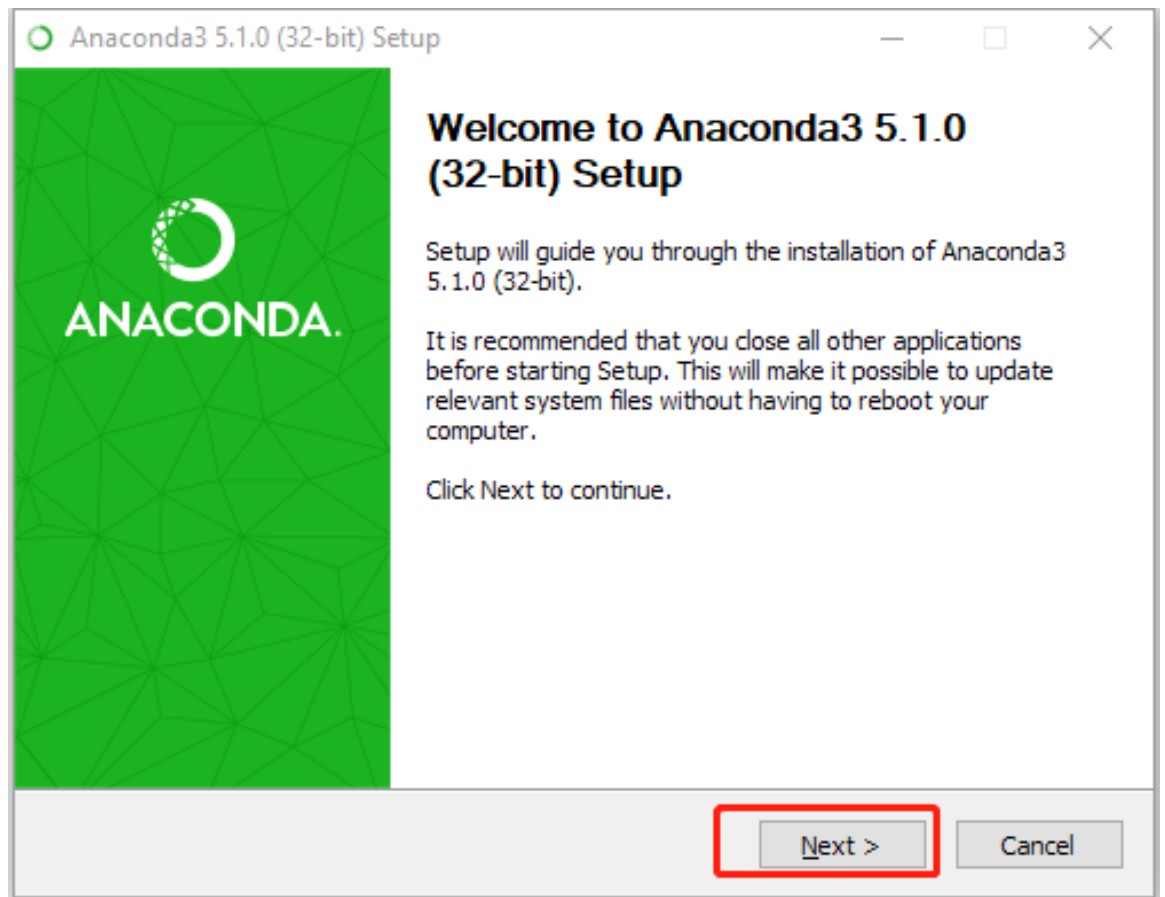 Anaconda3 5.1.0 (32-bit) Setup
Welcome to Anaconda3 5.1.0
(32-bit) Setup
Setup will guide you through the installation of Anaconda3
5.1.0 (32-bit).
It is recommended that you close all other applications
before starting Setup. This will make it possible to update
relevant system files without having to reboot your
computer.
Click Next to continue.
ANACONDA.
Next >
Cancel